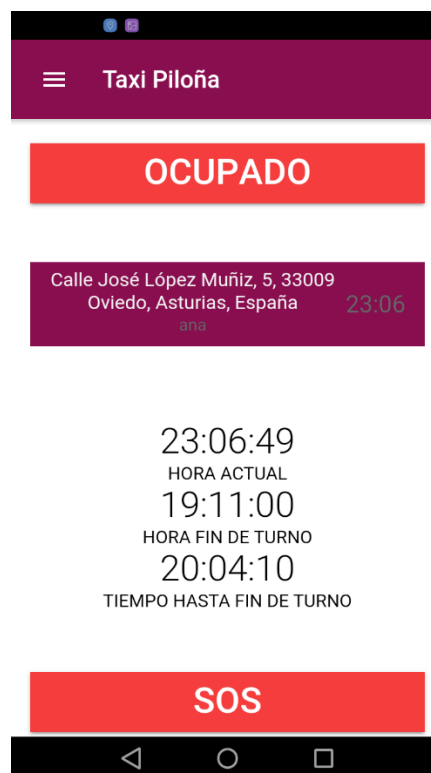 Taxi Piloña
OCUPADO
Calle José López Muñiz, 5, 33009
Oviedo, Asturias, España
23:06
ana
23:06:49
HORA ACTUAL
19:11:00
HORA FIN DE TURNO
20:04:10
TIEMPO HASTA FIN DE TURNO
SOS